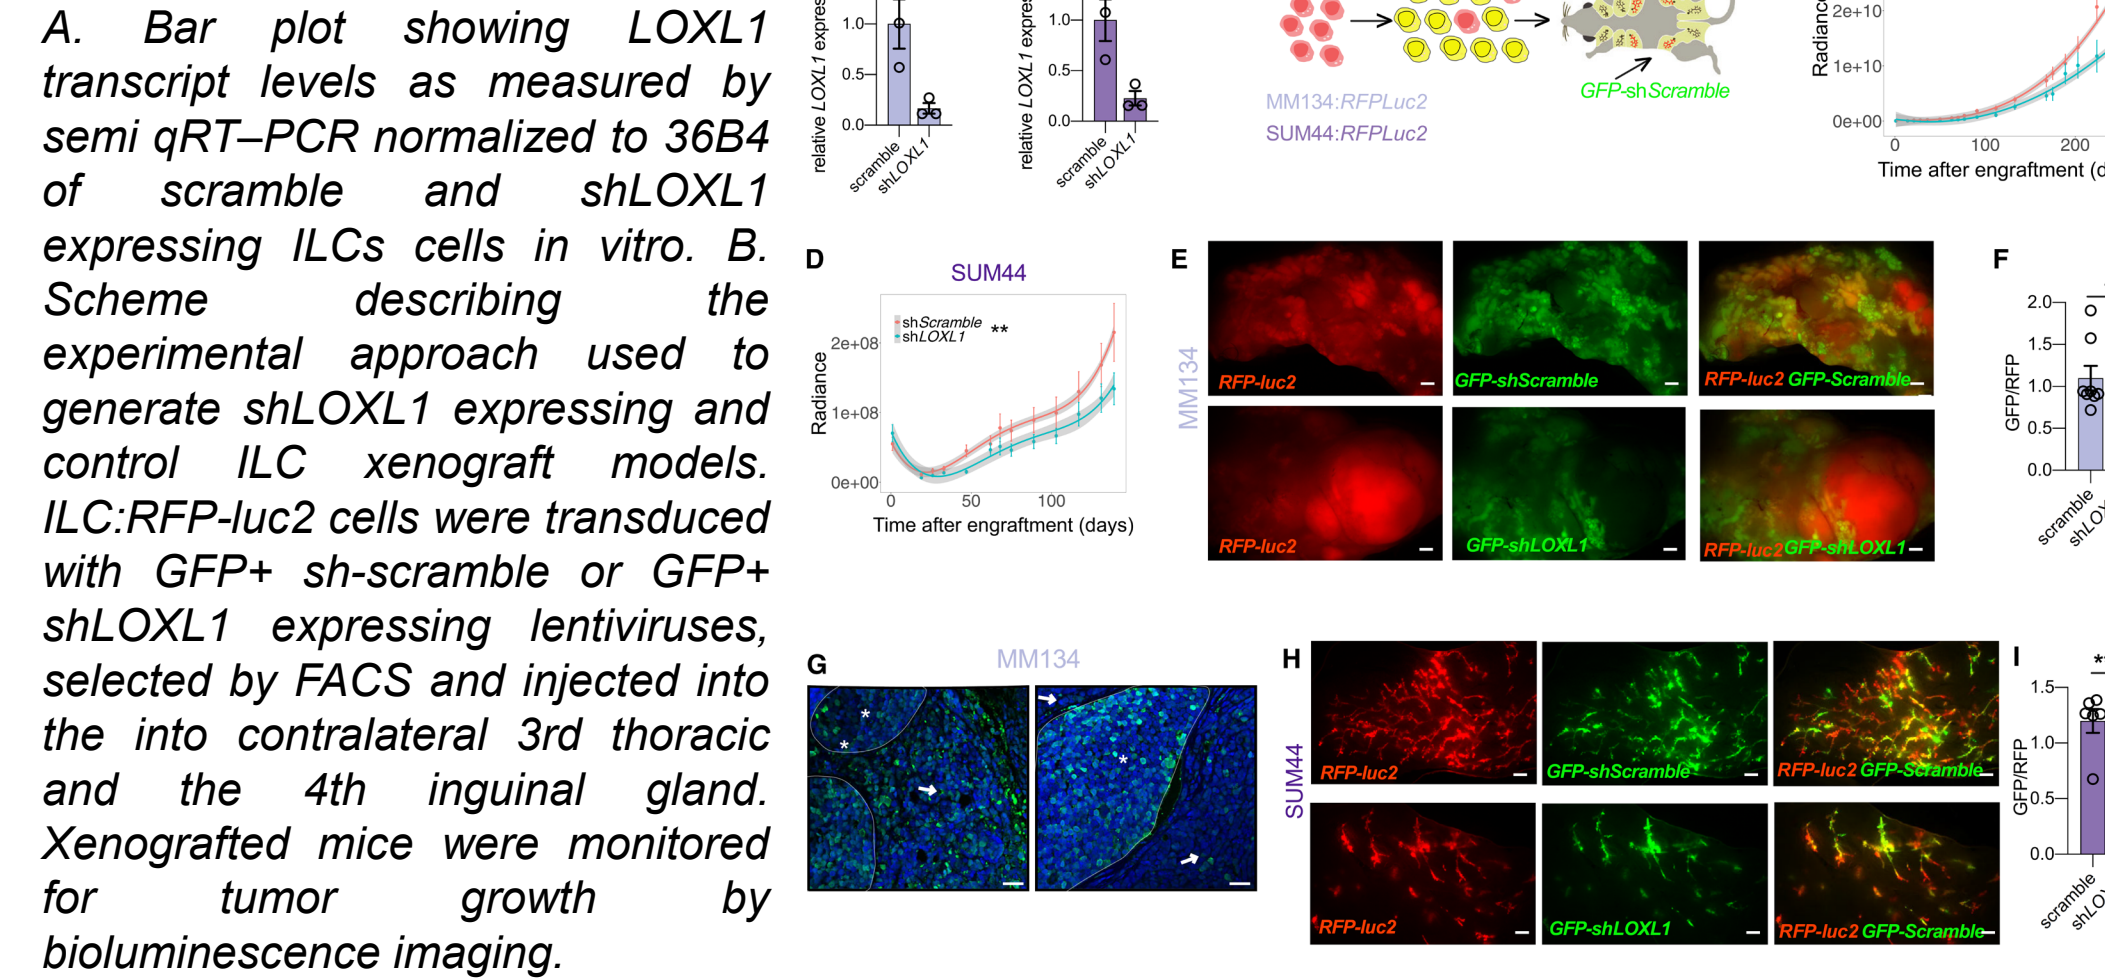 A. Bar plot showing LOXL1
transcript levels as measured by
semi qRT–PCR normalized to 36B4
of scramble and shLOXL1
expressing ILCs cells in vitro. B.
Scheme describing the
experimental approach used to
generate shLOXL1 expressing and
control ILC xenograft models.
ILC:RFP-luc2 cells were transduced
with GFP+ sh-scramble or GFP+
shLOXL1 expressing lentiviruses,
selected by FACS and injected into
the into contralateral 3rd thoracic
and the 4th inguinal gland.
Xenografted mice were monitored
for tumor growth by
bioluminescence imaging.
relative LOXL1
1.0
0.5
0.0
scramble
shLOXL1
relative LOXL1
1.0
0.5
0.0
scramble
shLOXL1
MM134:RFPLuc2
SUM44:RFPLuc2
GFP-shScramble
Radiance
2e+10
1e+10
0e+00
0 100 200
Time after engraftment
D
SUM44
shScramble
shLOXL1
**
Radiance
2e+08
1e+08
0e+00
0 50 100
Time after engraftment (days)
E
MM134
RFP-luc2
GFP-shScramble
RFP-luc2 GFP-Scramble
RFP-luc2
GFP-shLOXL1
RFP-luc2 GFP-shLOXL1
F
GFP/RFP
2.0
1.5
1.0
0.5
0.0
scramble
G
MM134
*
*
*
H
SUM44
RFP-luc2
GFP-shScramble
RFP-luc2 GFP-Scramble
RFP-luc2
GFP-shLOXL1
RFP-luc2 GFP-Scramble
I
GFP/RFP
1.5
1.0
0.5
0.0
scramble